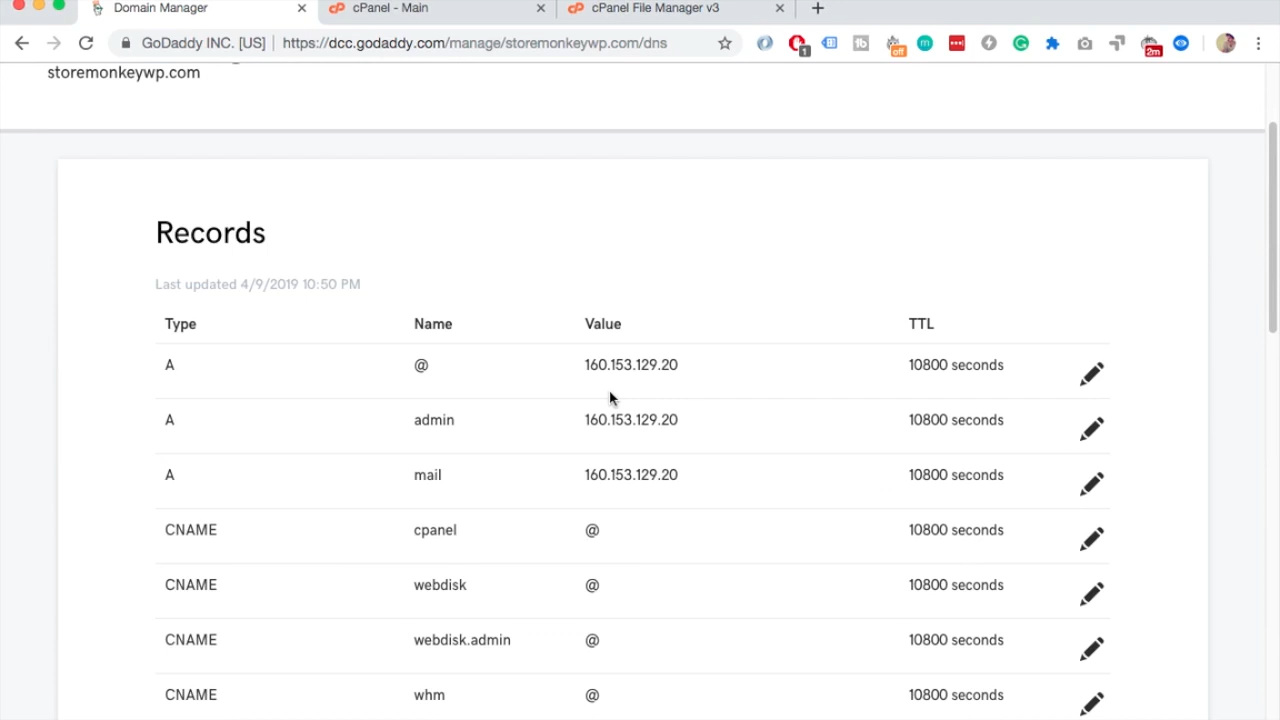 Domain Manager
cPanel - Main
cPanel File Manager v3
GoDaddy INC. [US] https://dcc.godaddy.com/manage/storemonkeywp.com/dns
1
off
2m
storemonkeywp.com
Records
Last updated 4/9/2019 10:50 PM
Type Name Value TTL
A @ 160.153.129.20 10800 seconds
A admin 160.153.129.20 10800 seconds
A mail 160.153.129.20 10800 seconds
CNAME cpanel @ 10800 seconds
CNAME webdisk @ 10800 seconds
CNAME webdisk.admin @ 10800 seconds
CNAME whm @ 10800 seconds